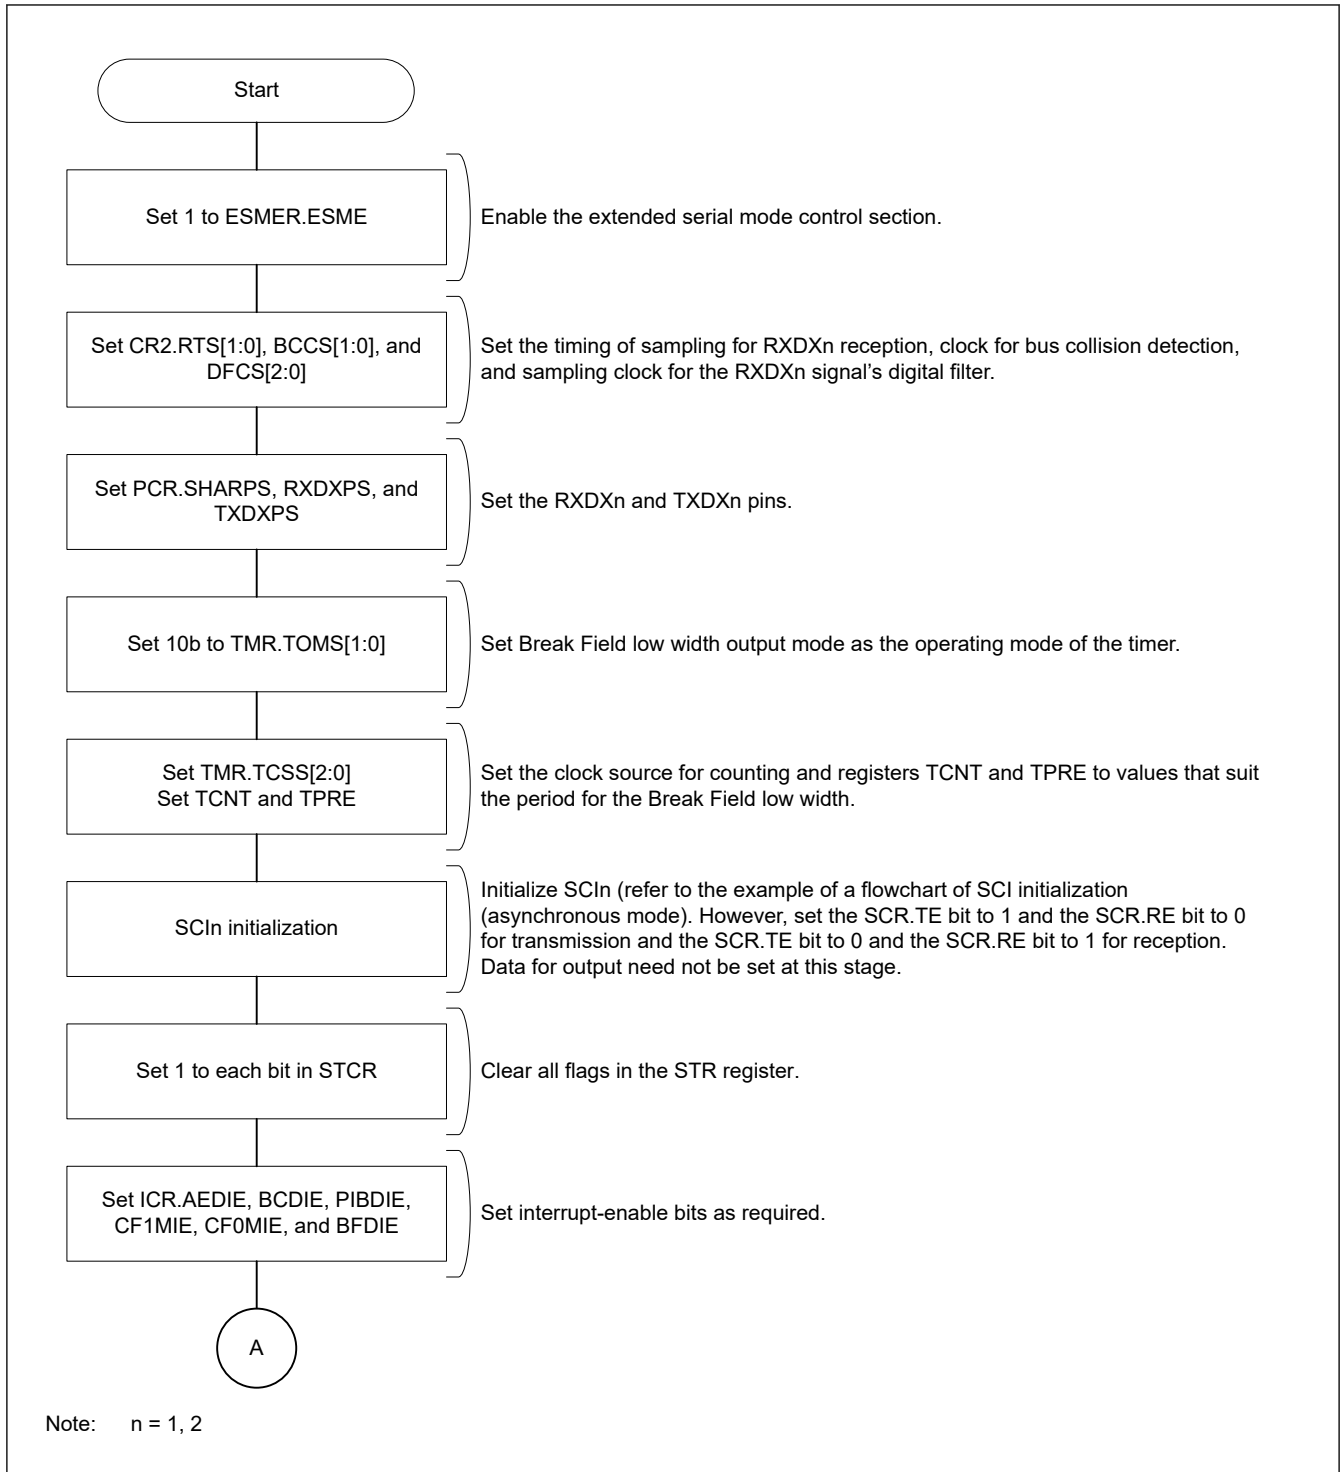 Start
Set 1 to ESMER.ESME
Enable the extended serial mode control section.
Set CR2.RTS[1:0], BCCS[1:0], and
DFCS[2:0]
Set the timing of sampling for RXDXn reception, clock for bus collision detection,
and sampling clock for the RXDXn signal’s digital filter.
Set PCR.SHARPS, RXDXPS, and
TXDXPS
Set the RXDXn and TXDXn pins.
Set 10b to TMR.TOMS[1:0]
Set Break Field low width output mode as the operating mode of the timer.
Set TMR.TCSS[2:0]
Set TCNT and TPRE
Set the clock source for counting and registers TCNT and TPRE to values that suit
the period for the Break Field low width.
SCIn initialization
Initialize SCIn (refer to the example of a flowchart of SCI initialization
(asynchronous mode). However, set the SCR.TE bit to 1 and the SCR.RE bit to 0
for transmission and the SCR.TE bit to 0 and the SCR.RE bit to 1 for reception.
Data for output need not be set at this stage.
Set 1 to each bit in STCR
Clear all flags in the STR register.
Set ICR.AEDIE, BCDIE, PIBDIE,
CF1MIE, CF0MIE, and BFDIE
Set interrupt-enable bits as required.
A
Note: n = 1, 2